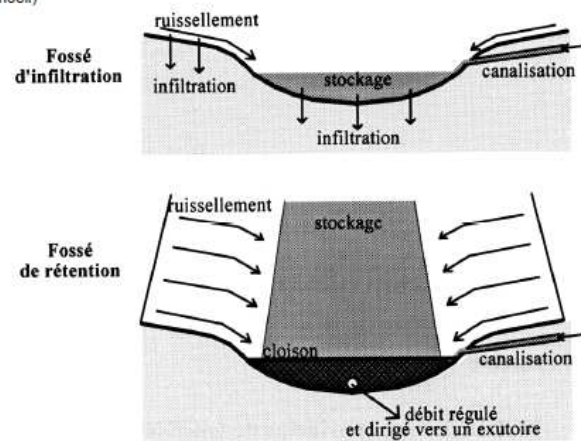 ruissellement
Fossé
d'infiltration
stockage
canalisation
infiltration
infiltration
ruissellement
stockage
Fossé
de rétention
cloison
canalisation
débit régulé
et dirigé vers un exutoire